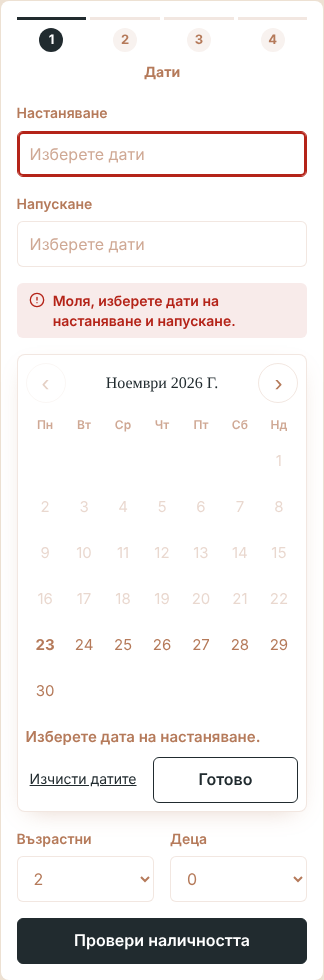 1 2 3 4
Дати
Настаняване
Изберете дати
Напускане
Изберете дати
Моля, изберете дати на
настаняване и напускане.
‹ Ноември 2026 Г. ›
Пн Вт Ср Чт Пт Сб Нд
1
2 3 4 5 6 7 8
9 10 11 12 13 14 15
16 17 18 19 20 21 22
23 24 25 26 27 28 29
30
Изберете дата на настаняване.
Изчисти датите Готово
Възрастни Деца
2 0
Провери наличността